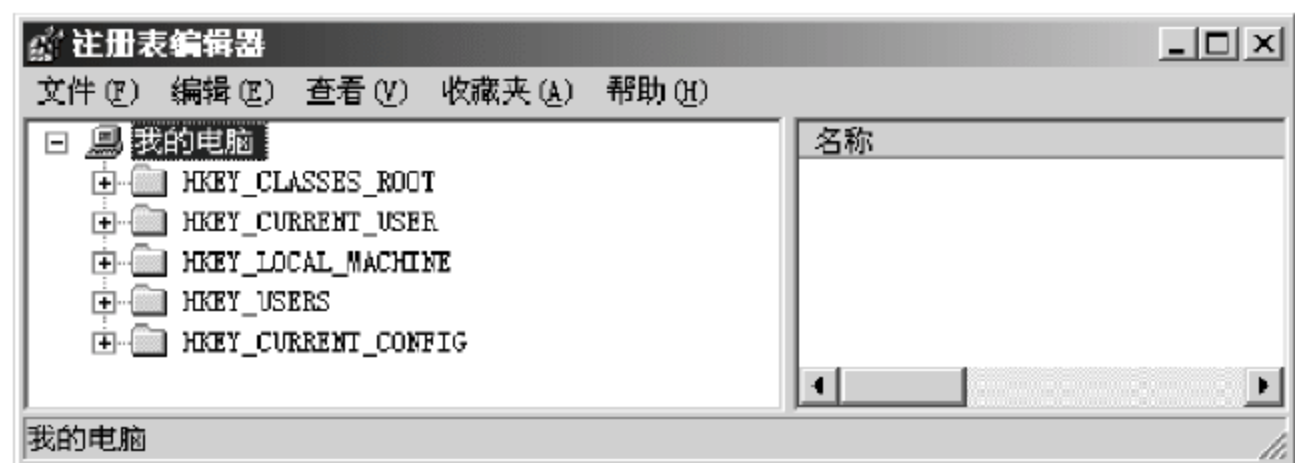 注册表编辑器
文件(F) 编辑(E) 查看(V) 收藏夹(A) 帮助(H)
我的电脑
名称
HKEY_CLASSES_ROOT
HKEY_CURRENT_USER
HKEY_LOCAL_MACHINE
HKEY_USERS
HKEY_CURRENT_CONFIG
我的电脑